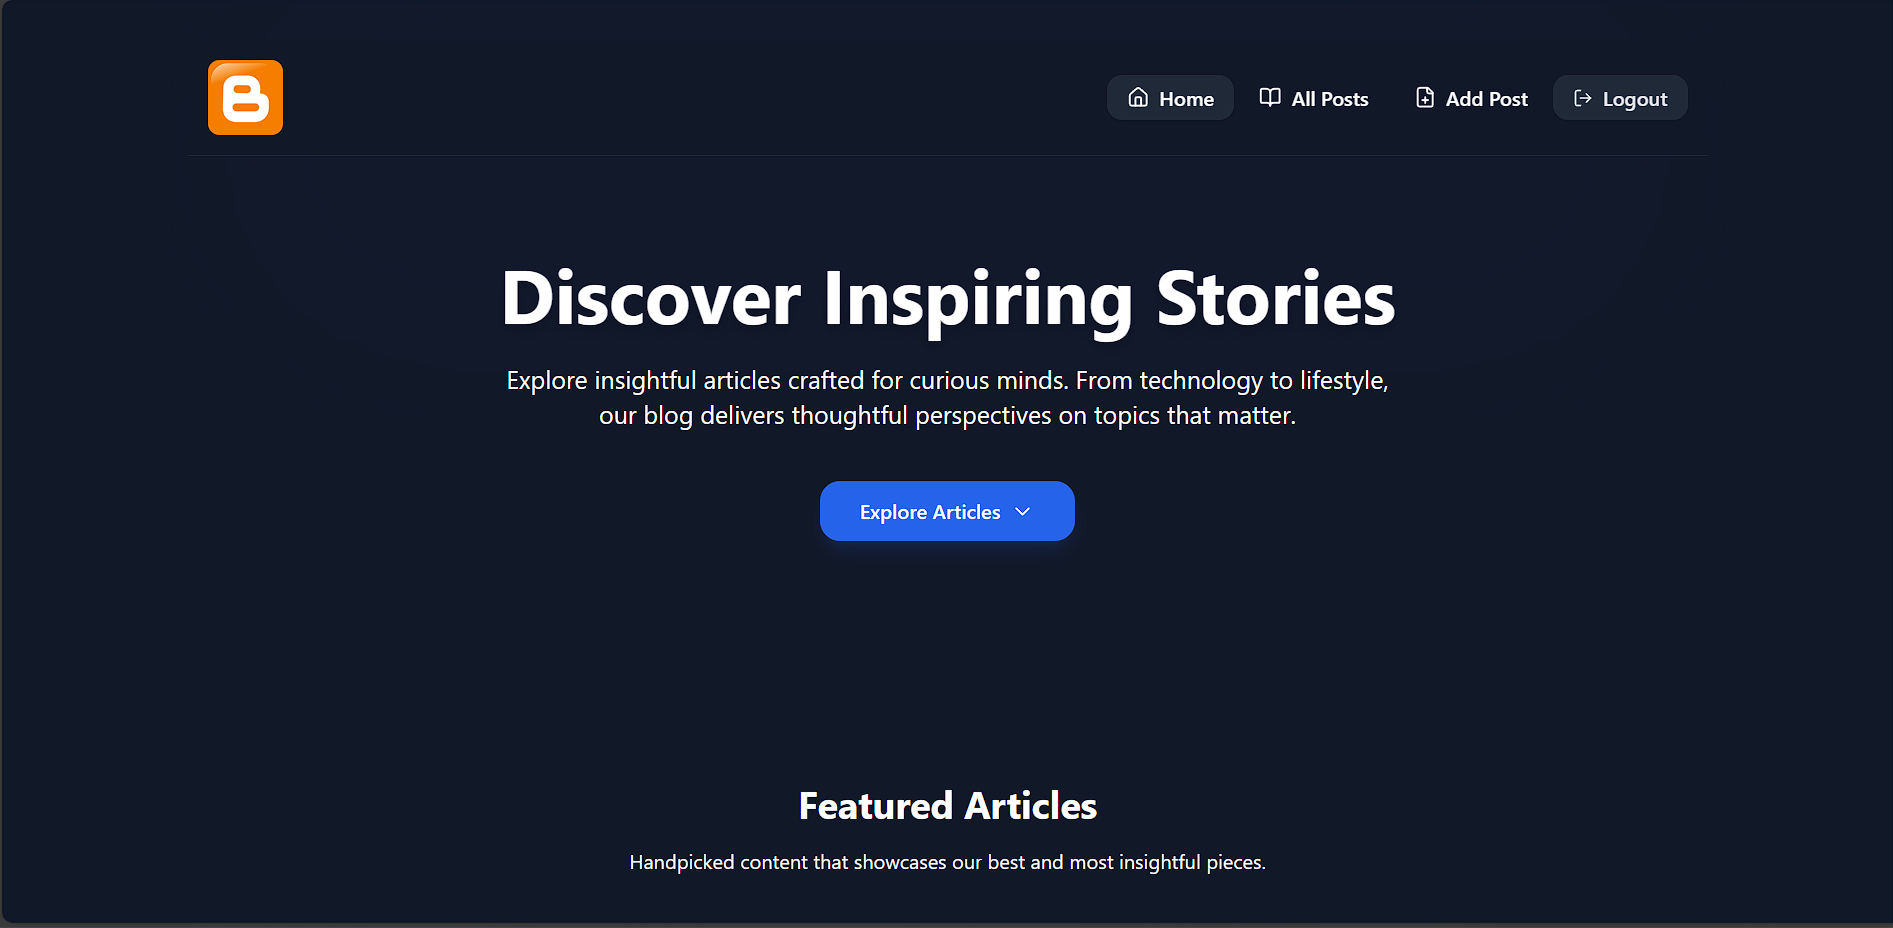 B
Home
All Posts
Add Post
Logout
Discover Inspiring Stories
Explore insightful articles crafted for curious minds. From technology to lifestyle,
our blog delivers thoughtful perspectives on topics that matter.
Explore Articles
Featured Articles
Handpicked content that showcases our best and most insightful pieces.